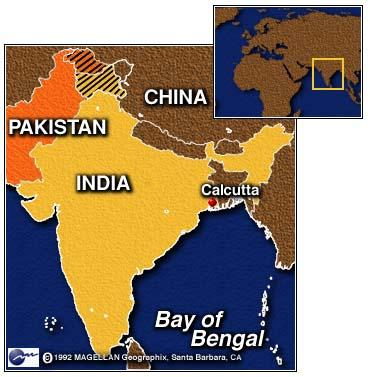 CHINA
PAKISTAN
INDIA
Calcutta
Bay of
Bengal
© 1992 MAGELLAN Geographix, Santa Barbara, CA